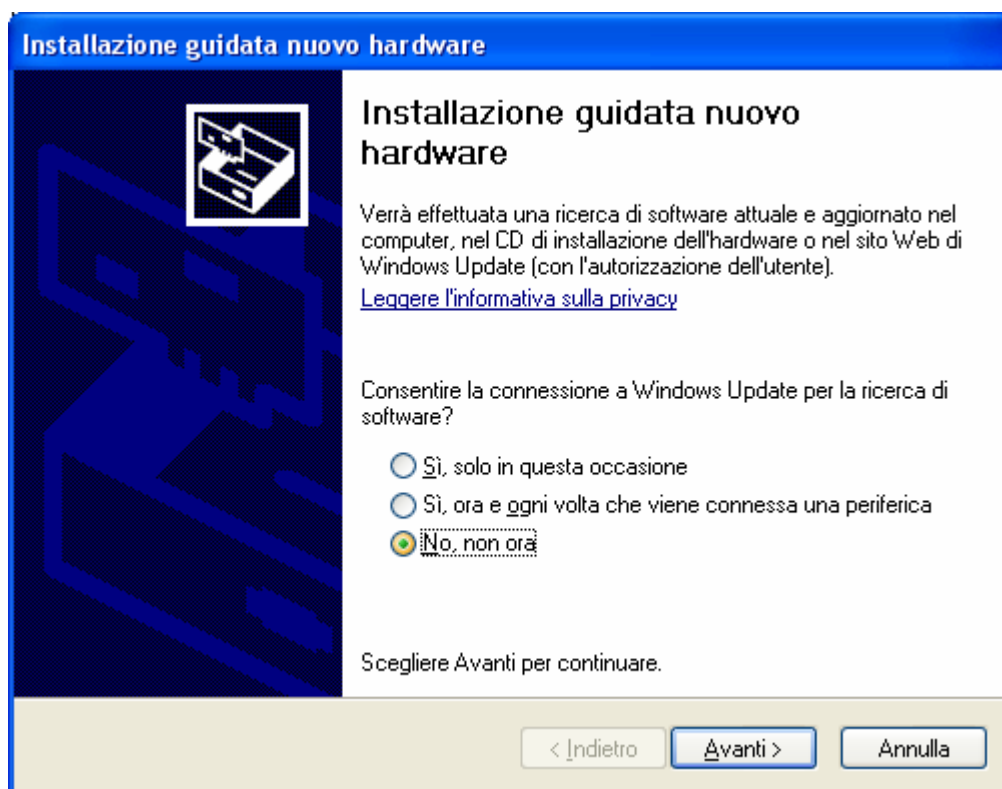 Installazione guidata nuovo hardware
Installazione guidata nuovo
hardware
Verrà effettuata una ricerca di software attuale e aggiornato nel
computer, nel CD di installazione dell'hardware o nel sito Web di
Windows Update (con l'autorizzazione dell'utente).
Leggere l'informativa sulla privacy
Consentire la connessione a Windows Update per la ricerca di
software?
Sì, solo in questa occasione
Sì, ora e ogni volta che viene connessa una periferica
No, non ora
Scegliere Avanti per continuare.
< Indietro Avanti > Annulla